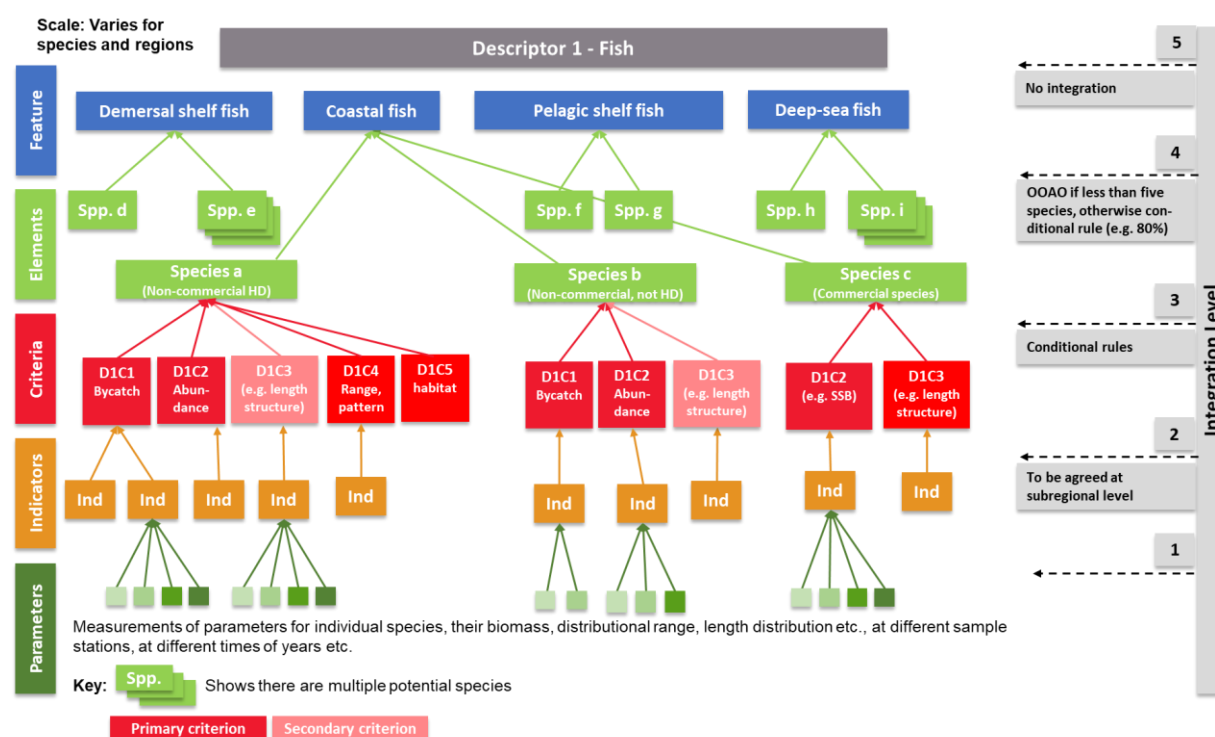 Scale: Varies for
species and regions
Descriptor 1 - Fish
5
No integration
Feature
Demersal shelf fish
Coastal fish
Pelagic shelf fish
Deep-sea fish
4
OOAO if less than five
species, otherwise con-
ditional rule (e.g. 80%)
Elements
Spp. d
Spp. e
Spp. f
Spp. g
Spp. h
Spp. i
Species a
(Non-commercial HD)
Species b
(Non-commercial, not HD)
Species c
(Commercial species)
3
Conditional rules
Criteria
D1C1
Bycatch
D1C2
Abun-
dance
D1C3
(e.g. length
structure)
D1C4
Range,
pattern
D1C5
habitat
D1C1
Bycatch
D1C2
Abun-
dance
D1C3
(e.g. length
structure)
D1C2
(e.g. SSB)
D1C3
(e.g. length
structure)
2
To be agreed at
subregional level
Indicators
Ind
Ind
Ind
Ind
Ind
Ind
Ind
Ind
Ind
Ind
1
Integration Level
Parameters
Measurements of parameters for individual species, their biomass, distributional range, length distribution etc., at different sample
stations, at different times of years etc.
Key:
Spp.
Shows there are multiple potential species
Primary criterion
Secondary criterion